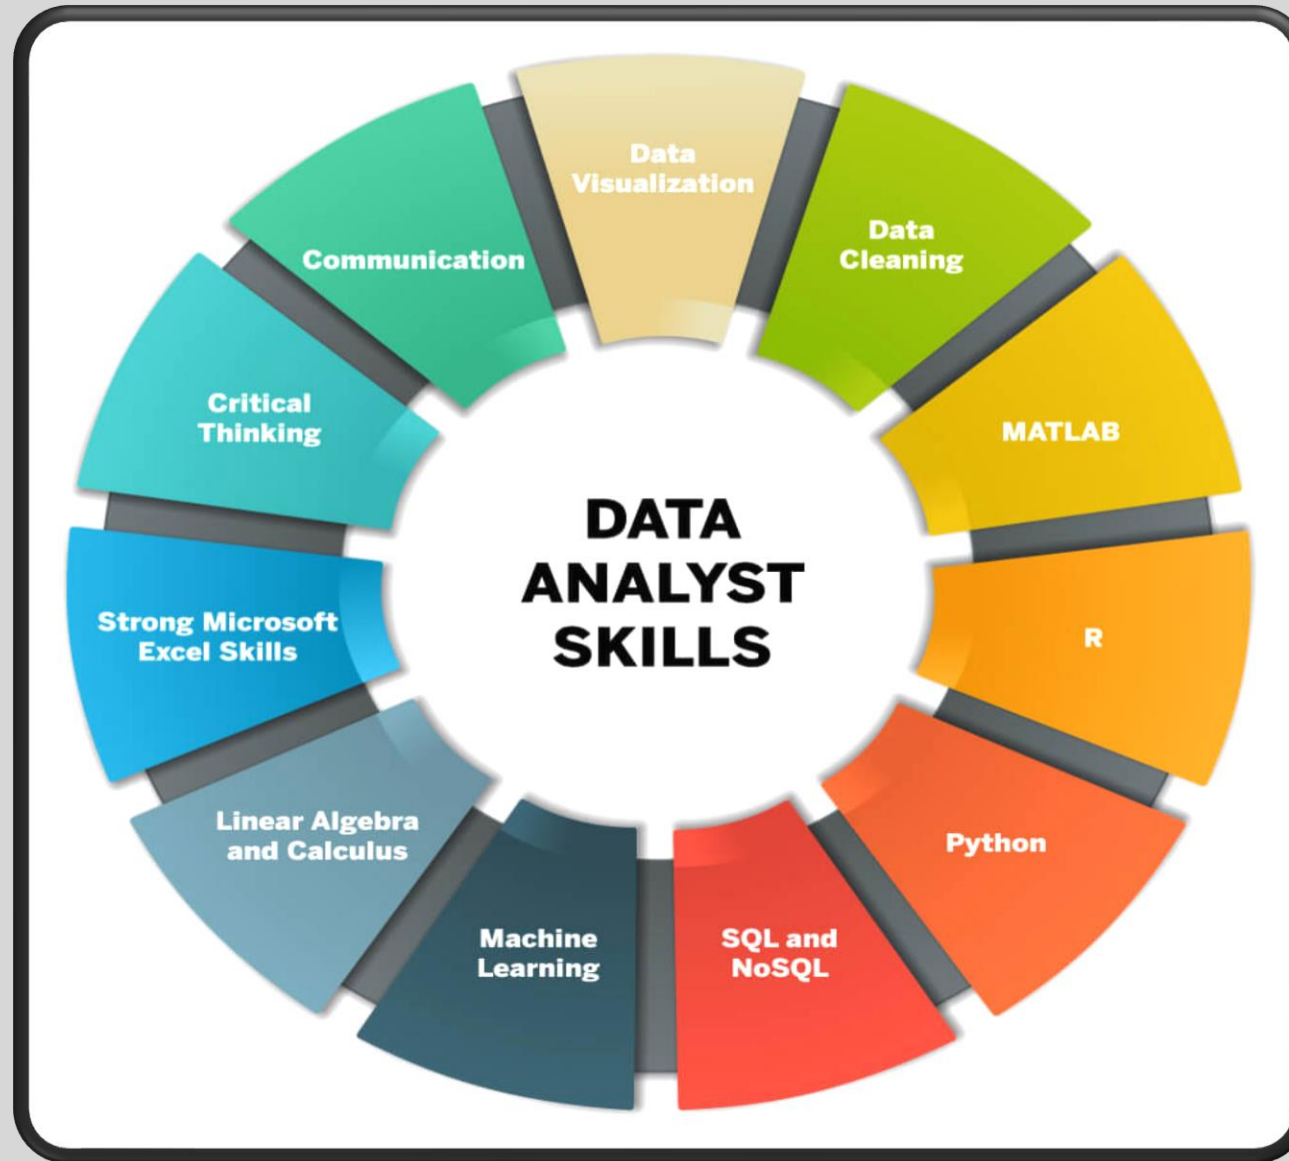 DATA
ANALYST
SKILLS
Data
Visualization
Data
Cleaning
MATLAB
R
Python
SQL and
NoSQL
Machine
Learning
Linear Algebra
and Calculus
Strong Microsoft
Excel Skills
Critical
Thinking
Communication